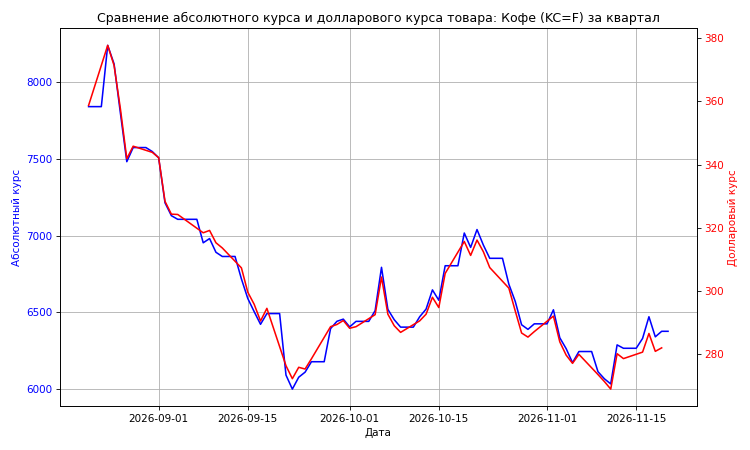 Сравнение абсолютного курса и долларового курса товара: Кофе (KC=F) за квартал
Абсолютный курс
8000
7500
7000
6500
6000
380
360
340
320
300
280
Долларовый курс
2026-09-01 2026-09-15 2026-10-01 2026-10-15 2026-11-01 2026-11-15
Дата